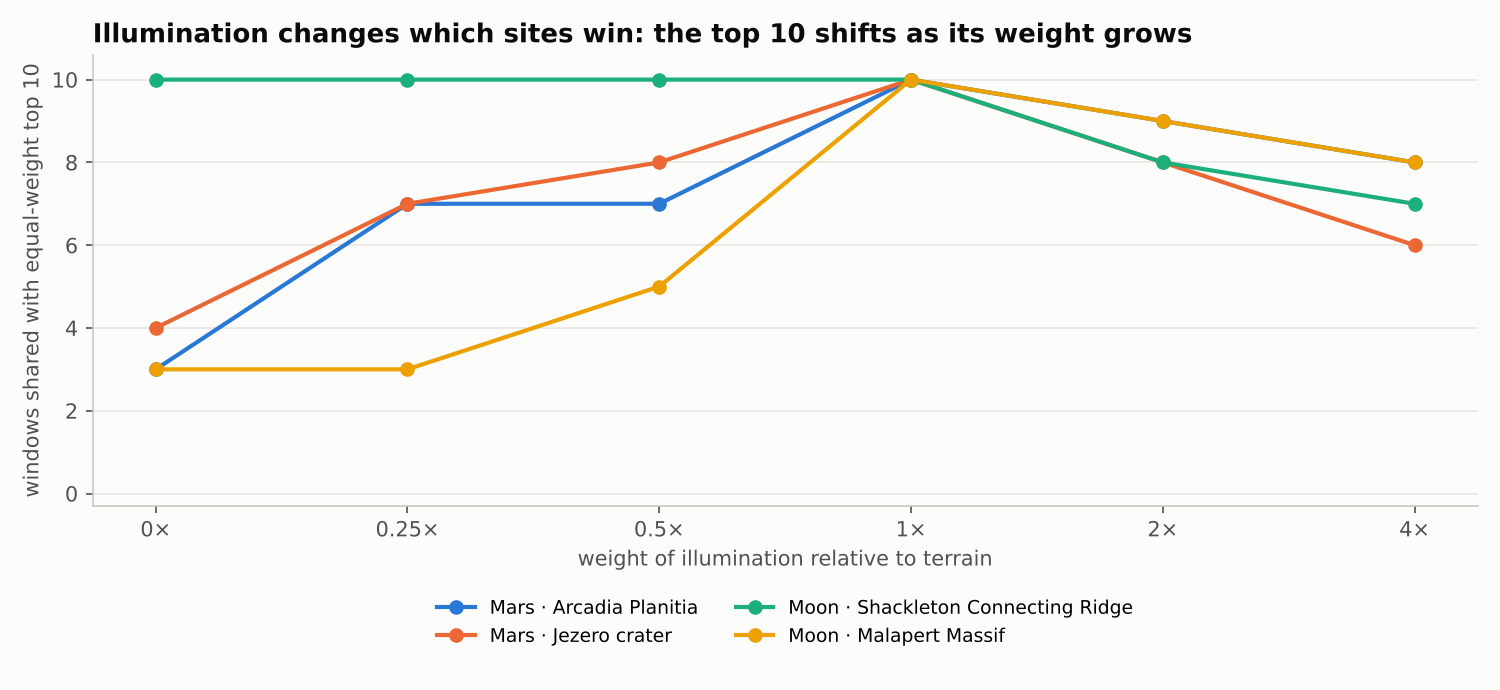 Illumination changes which sites win: the top 10 shifts as its weight grows
windows shared with equal-weight top 10
10
8
6
4
2
0
0× 0.25× 0.5× 1× 2× 4×
weight of illumination relative to terrain
Mars · Arcadia Planitia
Mars · Jezero crater
Moon · Shackleton Connecting Ridge
Moon · Malapert Massif